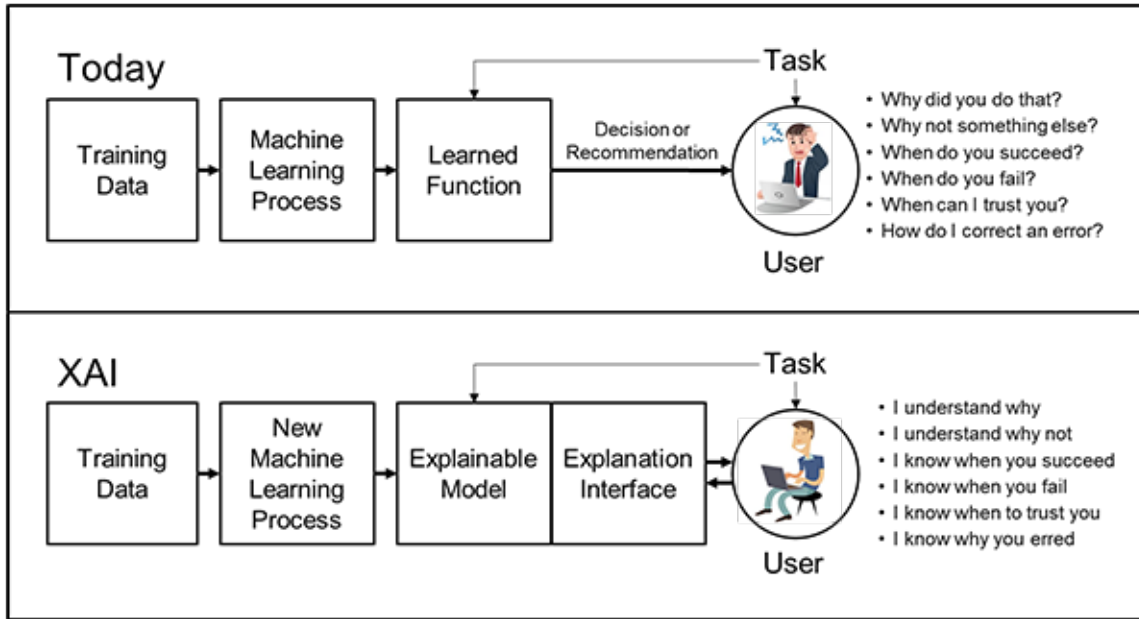 Today
Task
Training
Data
Machine
Learning
Process
Learned
Function
Decision or
Recommendation
User
• Why did you do that?
• Why not something else?
• When do you succeed?
• When do you fail?
• When can I trust you?
• How do I correct an error?
XAI
Task
Training
Data
New
Machine
Learning
Process
Explainable
Model
Explanation
Interface
User
• I understand why
• I understand why not
• I know when you succeed
• I know when you fail
• I know when to trust you
• I know why you erred